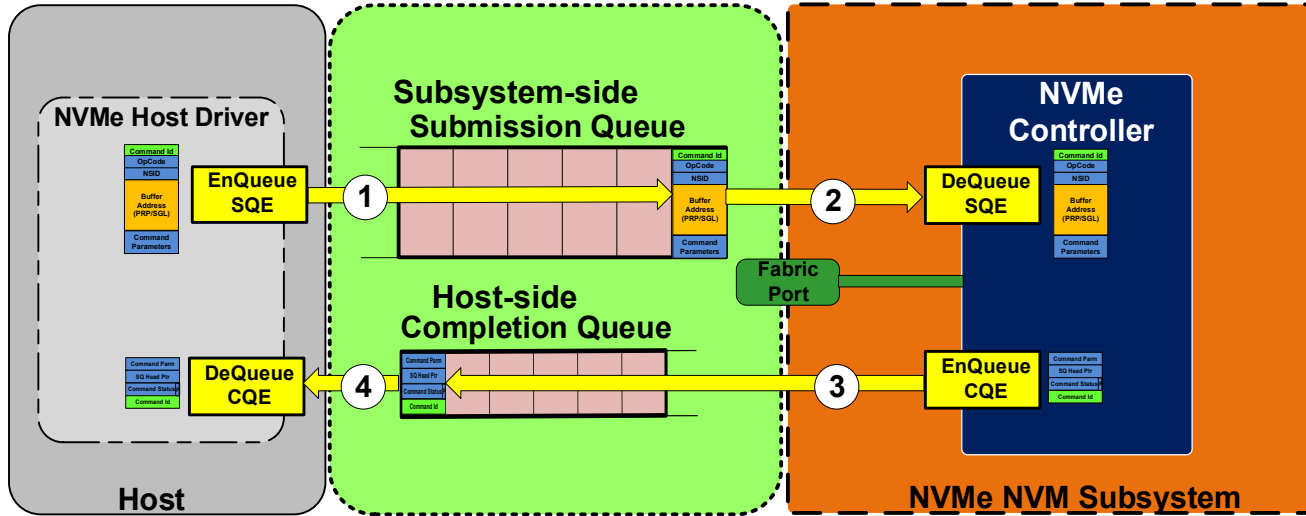 Subsystem-side
Submission Queue
NVMe
Controller
NVMe Host Driver
Command Id
OpCode
NSID
Buffer
Address
(PRP/SGL)
Command
Parameters
EnQueue
SQE
1
Command Id
OpCode
NSID
Buffer
Address
(PRP/SGL)
Command
Parameters
2
DeQueue
SQE
Command Id
OpCode
NSID
Buffer
Address
(PRP/SGL)
Command
Parameters
Fabric
Port
Host-side
Completion Queue
Command Parm
SQ Head Ptr
Command Status
Command Id
DeQueue
CQE
4
Command Parm
SQ Head Ptr
Command Status
Command Id
3
EnQueue
CQE
Command Parm
SQ Head Ptr
Command Status
Command Id
Host
NVMe NVM Subsystem